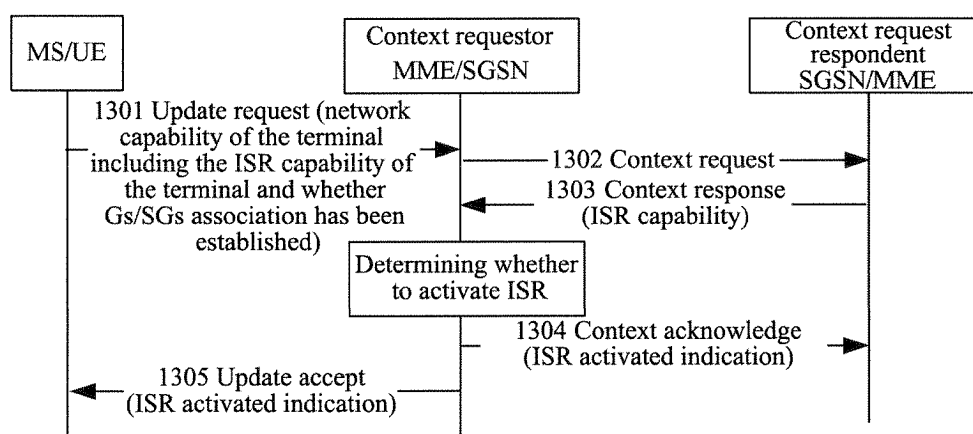 MS/UE
Context requestor
MME/SGSN
Context request
respondent
SGSN/MME
1301 Update request (network
capability of the terminal
including the ISR capability of
the terminal and whether
Gs/SGs association has been
established)
1302 Context request
1303 Context response
(ISR capability)
Determining whether
to activate ISR
1304 Context acknowledge
(ISR activated indication)
1305 Update accept
(ISR activated indication)